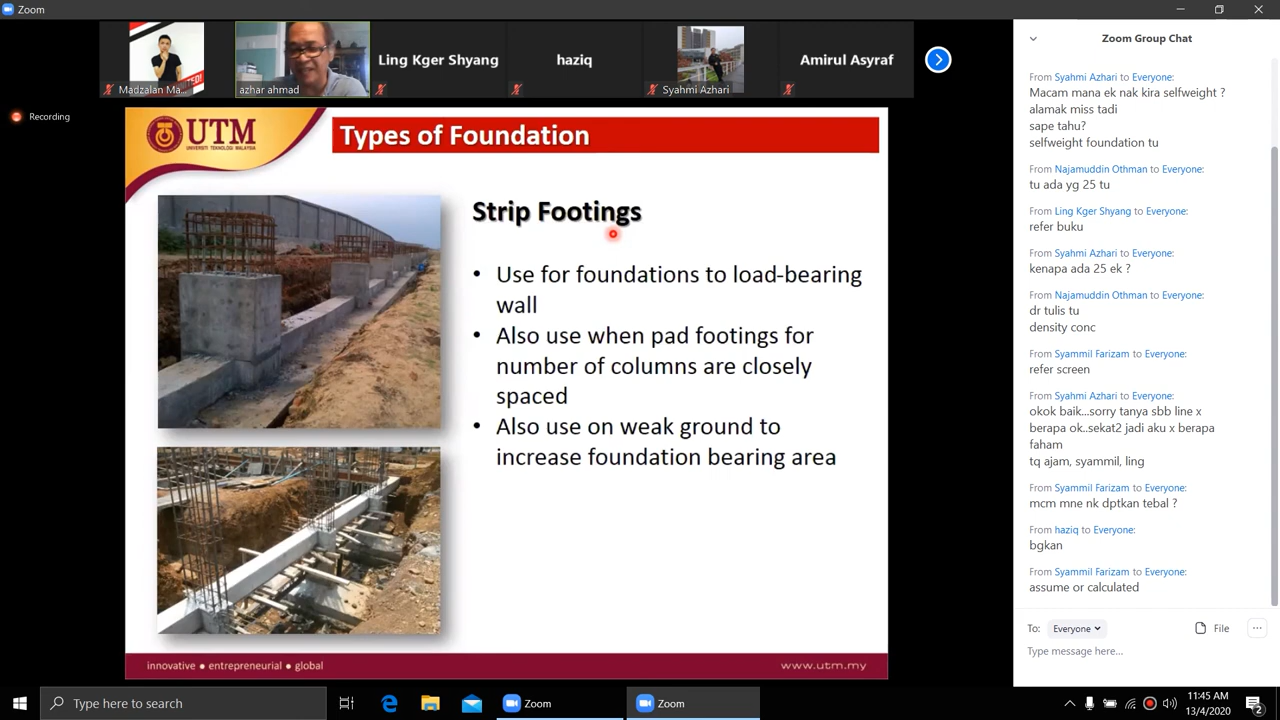 Zoom
Madzalan Ma...
azhar ahmad
Ling Kger Shyang
haziq
Syahmi Azhari
Amirul Asyraf
Recording
UTM
UNIVERSITI TEKNOLOGI MALAYSIA
Types of Foundation
Strip Footings
• Use for foundations to load-bearing
wall
• Also use when pad footings for
number of columns are closely
spaced
• Also use on weak ground to
increase foundation bearing area
innovative ● entrepreneurial ● global
www.utm.my
Zoom Group Chat
From Syahmi Azhari to Everyone:
Macam mana ek nak kira selfweight ?
alamak miss tadi
sape tahu?
selfweight foundation tu
From Najamuddin Othman to Everyone:
tu ada yg 25 tu
From Ling Kger Shyang to Everyone:
refer buku
From Syahmi Azhari to Everyone:
kenapa ada 25 ek ?
From Najamuddin Othman to Everyone:
dr tulis tu
density conc
From Syammil Farizam to Everyone:
refer screen
From Syahmi Azhari to Everyone:
okok baik...sorry tanya sbb line x
berapa ok..sekat2 jadi aku x berapa
faham
tq ajam, syammil, ling
From Syammil Farizam to Everyone:
mcm mne nk dptkan tebal ?
From haziq to Everyone:
bgkan
From Syammil Farizam to Everyone:
assume or calculated
To: Everyone
File
Type message here...
Type here to search
Zoom
Zoom
11:45 AM
13/4/2020
2